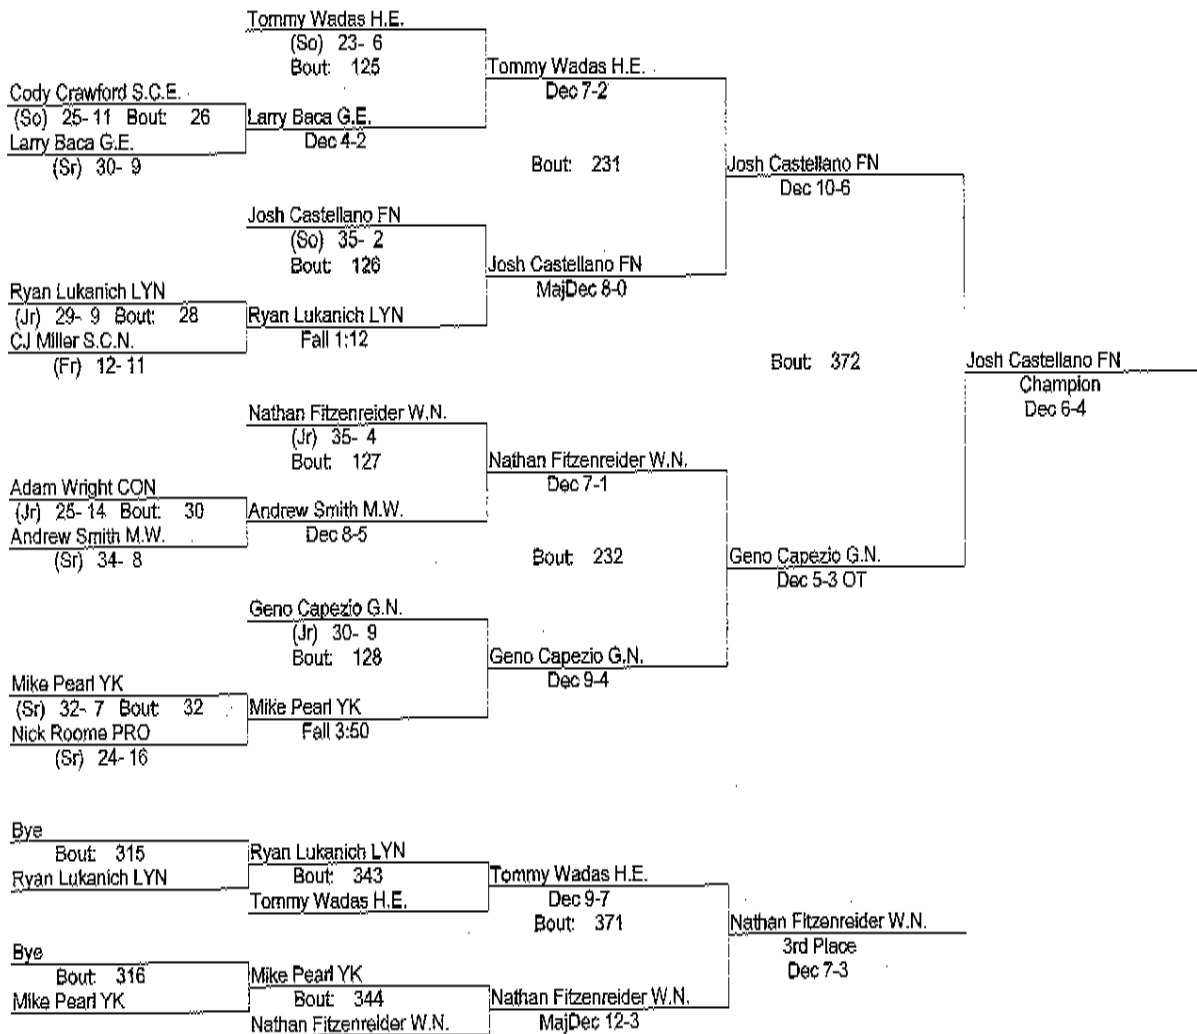 Tommy Wadas H.E.
(So) 23- 6
Bout: 125
Cody Crawford S.C.E.
(So) 25- 11 Bout: 26
Larry Baca G.E.
(Sr) 30- 9
Larry Baca G.E.
Dec 4-2
Tommy Wadas H.E.
Dec 7-2
Bout: 231
Josh Castellano FN
(So) 35- 2
Bout: 126
Ryan Lukanich LYN
(Jr) 29- 9 Bout: 28
CJ Miller S.C.N.
(Fr) 12- 11
Ryan Lukanich LYN
Fall 1:12
Josh Castellano FN
MajDec 8-0
Josh Castellano FN
Dec 10-6
Bout: 372
Josh Castellano FN
Champion
Dec 6-4
Nathan Fitzenreider W.N.
(Jr) 35- 4
Bout: 127
Adam Wright CON
(Jr) 25- 14 Bout: 30
Andrew Smith M.W.
(Sr) 34- 8
Andrew Smith M.W.
Dec 8-5
Nathan Fitzenreider W.N.
Dec 7-1
Bout: 232
Geno Capezio G.N.
Dec 5-3 OT
Geno Capezio G.N.
(Jr) 30- 9
Bout: 128
Mike Pearl YK
(Sr) 32- 7 Bout: 32
Nick Roome PRO
(Sr) 24- 16
Mike Pearl YK
Fall 3:50
Geno Capezio G.N.
Dec 9-4
Bye
Bout: 315
Ryan Lukanich LYN
Ryan Lukanich LYN
Bout: 343
Tommy Wadas H.E.
Tommy Wadas H.E.
Dec 9-7
Bout: 371
Nathan Fitzenreider W.N.
3rd Place
Dec 7-3
Bye
Bout: 316
Mike Pearl YK
Mike Pearl YK
Bout: 344
Nathan Fitzenreider W.N.
Nathan Fitzenreider W.N.
MajDec 12-3